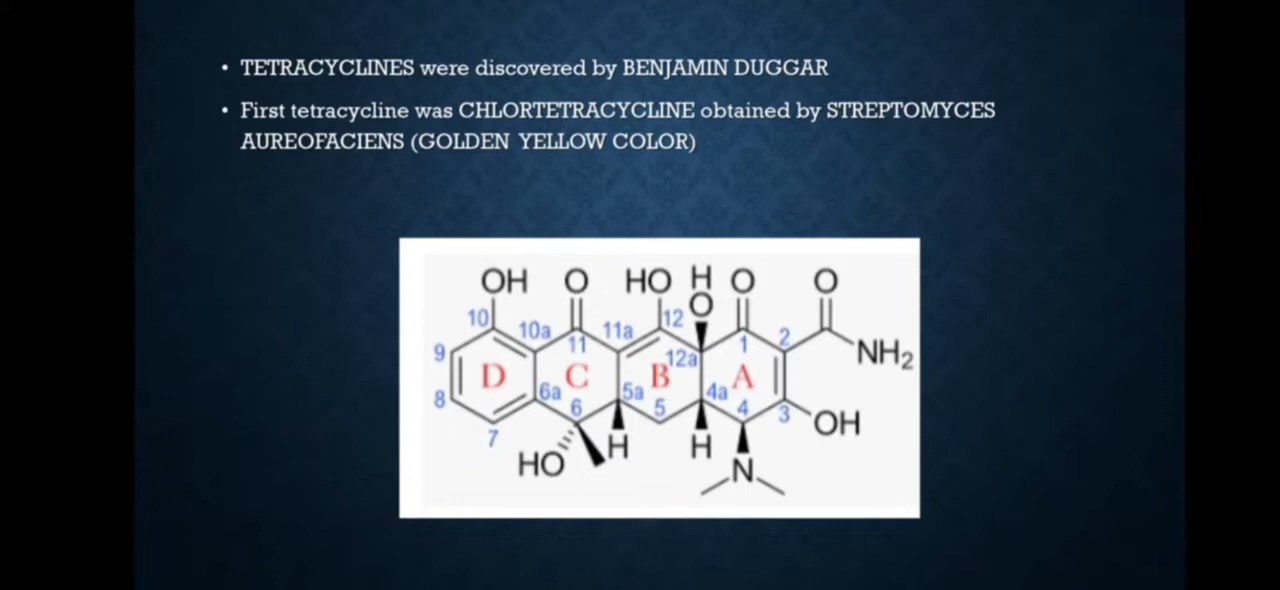 • TETRACYCLINES were discovered by BENJAMIN DUGGAR
• First tetracycline was CHLORTETRACYCLINE obtained by STREPTOMYCES
AUREOFACIENS (GOLDEN YELLOW COLOR)
OH O HO H O O
O
10 10a 11 11a 12 12a 1 2
9 NH2
D C B A
8 6a 6 5a 5 4a 4 3
OH
7
HO H H N